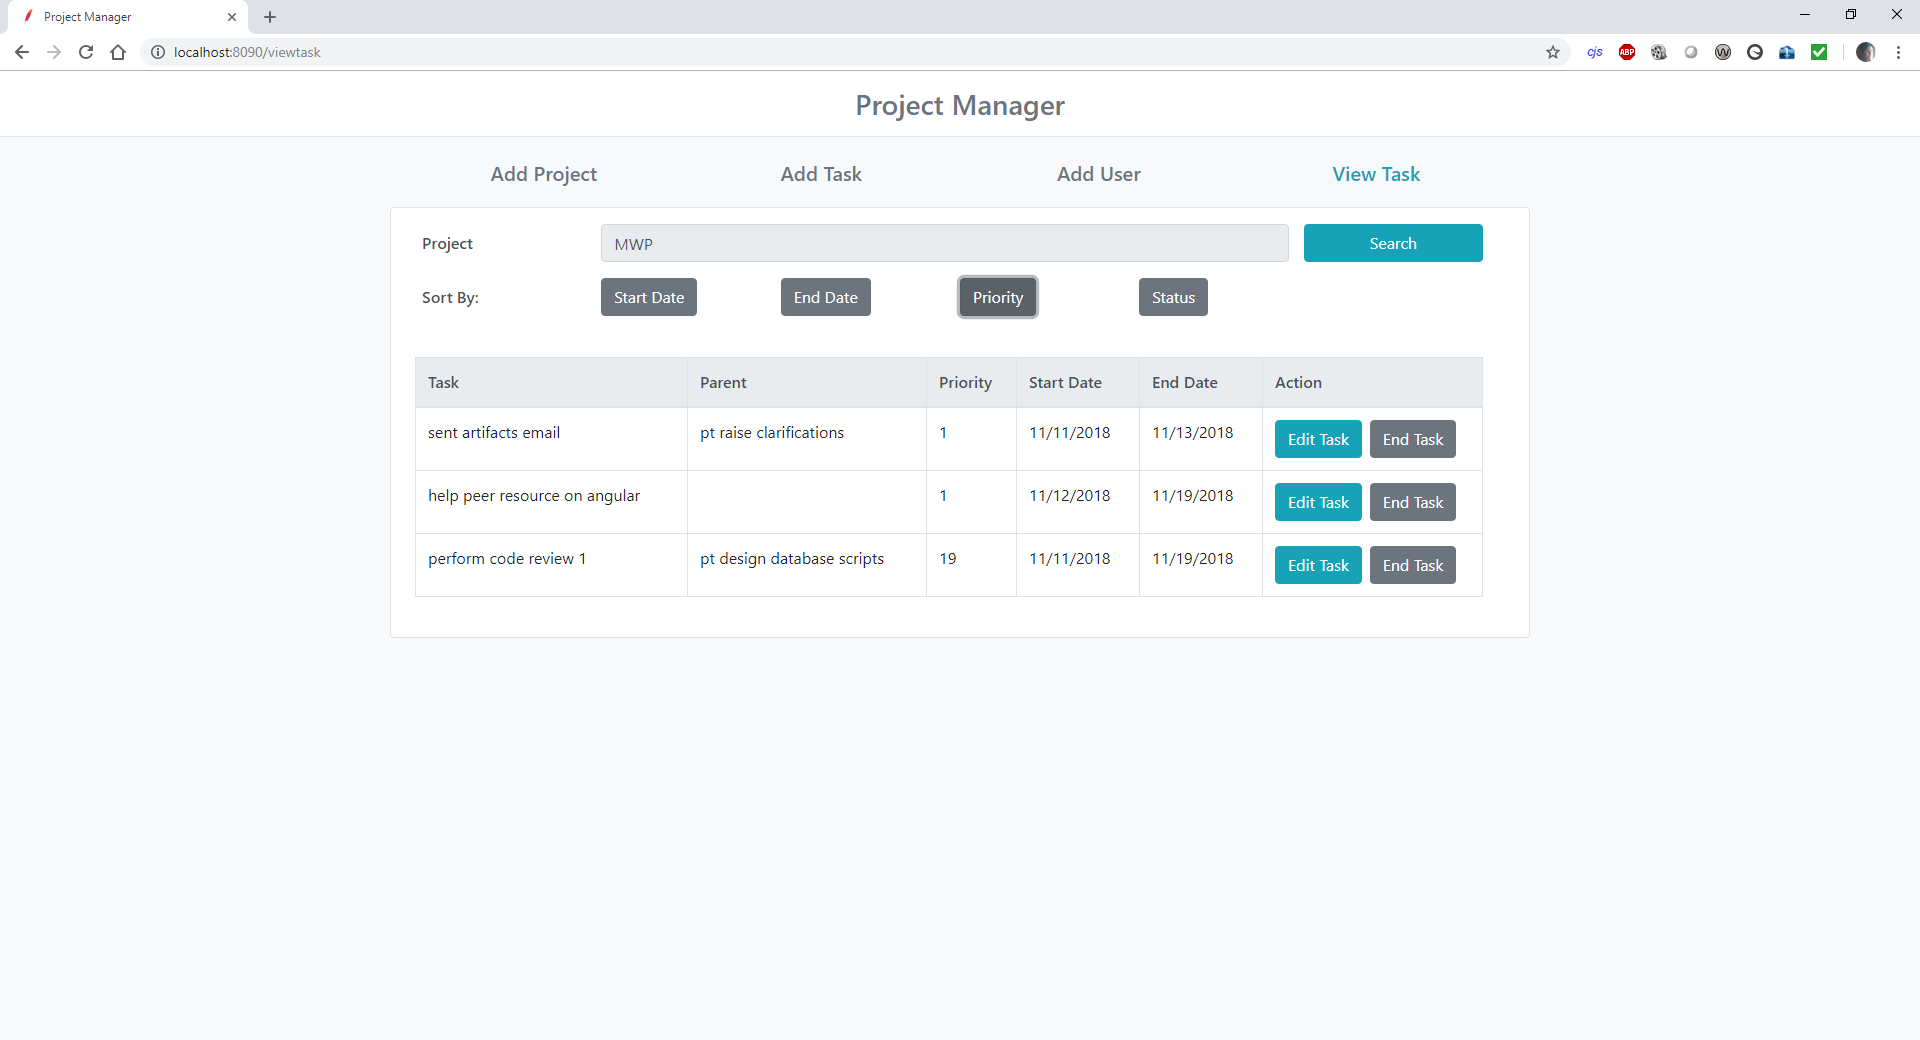 Project Manager
localhost:8090/viewtask
cjs
ABP
Project Manager
Add Project Add Task Add User View Task
Project MWP Search
Sort By: Start Date End Date Priority Status
Task Parent Priority Start Date End Date Action
sent artifacts email pt raise clarifications 1 11/11/2018 11/13/2018 Edit Task End Task
help peer resource on angular 1 11/12/2018 11/19/2018 Edit Task End Task
perform code review 1 pt design database scripts 19 11/11/2018 11/19/2018 Edit Task End Task